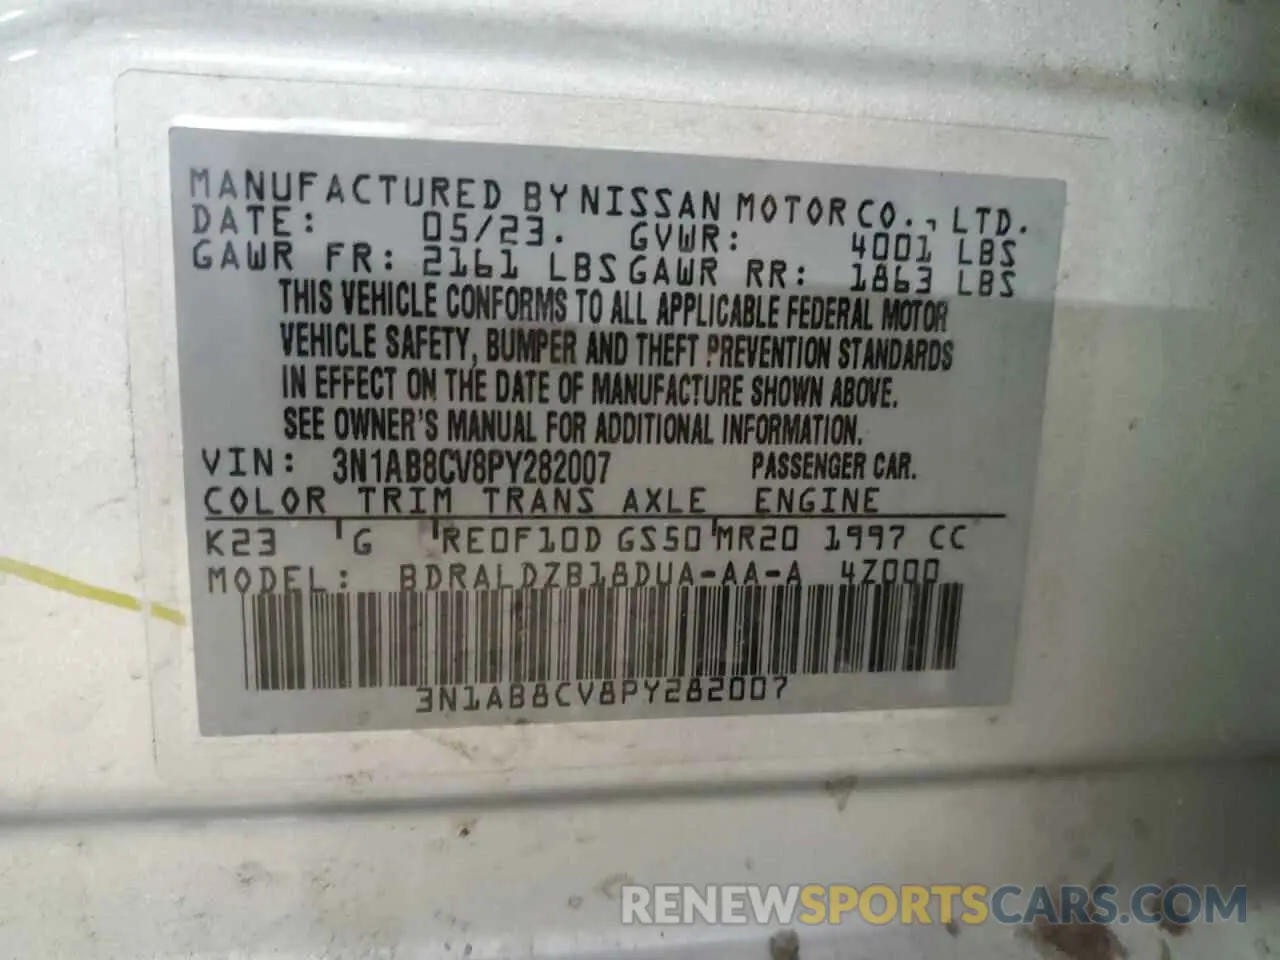 MANUFACTURED BY NISSAN MOTOR CO., LTD.
DATE: 05/23. GVWR: 4001 LBS
GAWR FR: 2161 LBS GAWR RR: 1863 LBS
THIS VEHICLE CONFORMS TO ALL APPLICABLE FEDERAL MOTOR
VEHICLE SAFETY, BUMPER AND THEFT PREVENTION STANDARDS
IN EFFECT ON THE DATE OF MANUFACTURE SHOWN ABOVE.
SEE OWNER'S MANUAL FOR ADDITIONAL INFORMATION.
VIN: 3N1AB8CV8PY282007 PASSENGER CAR.
COLOR TRIM TRANS AXLE ENGINE
K23 G RE0F10D GS50 MR20 1997 CC
MODEL: BDRALDZB18DUA-AA-A 4Z000
3N1AB8CV8PY282007
RENEWSPORTSCARS.COM